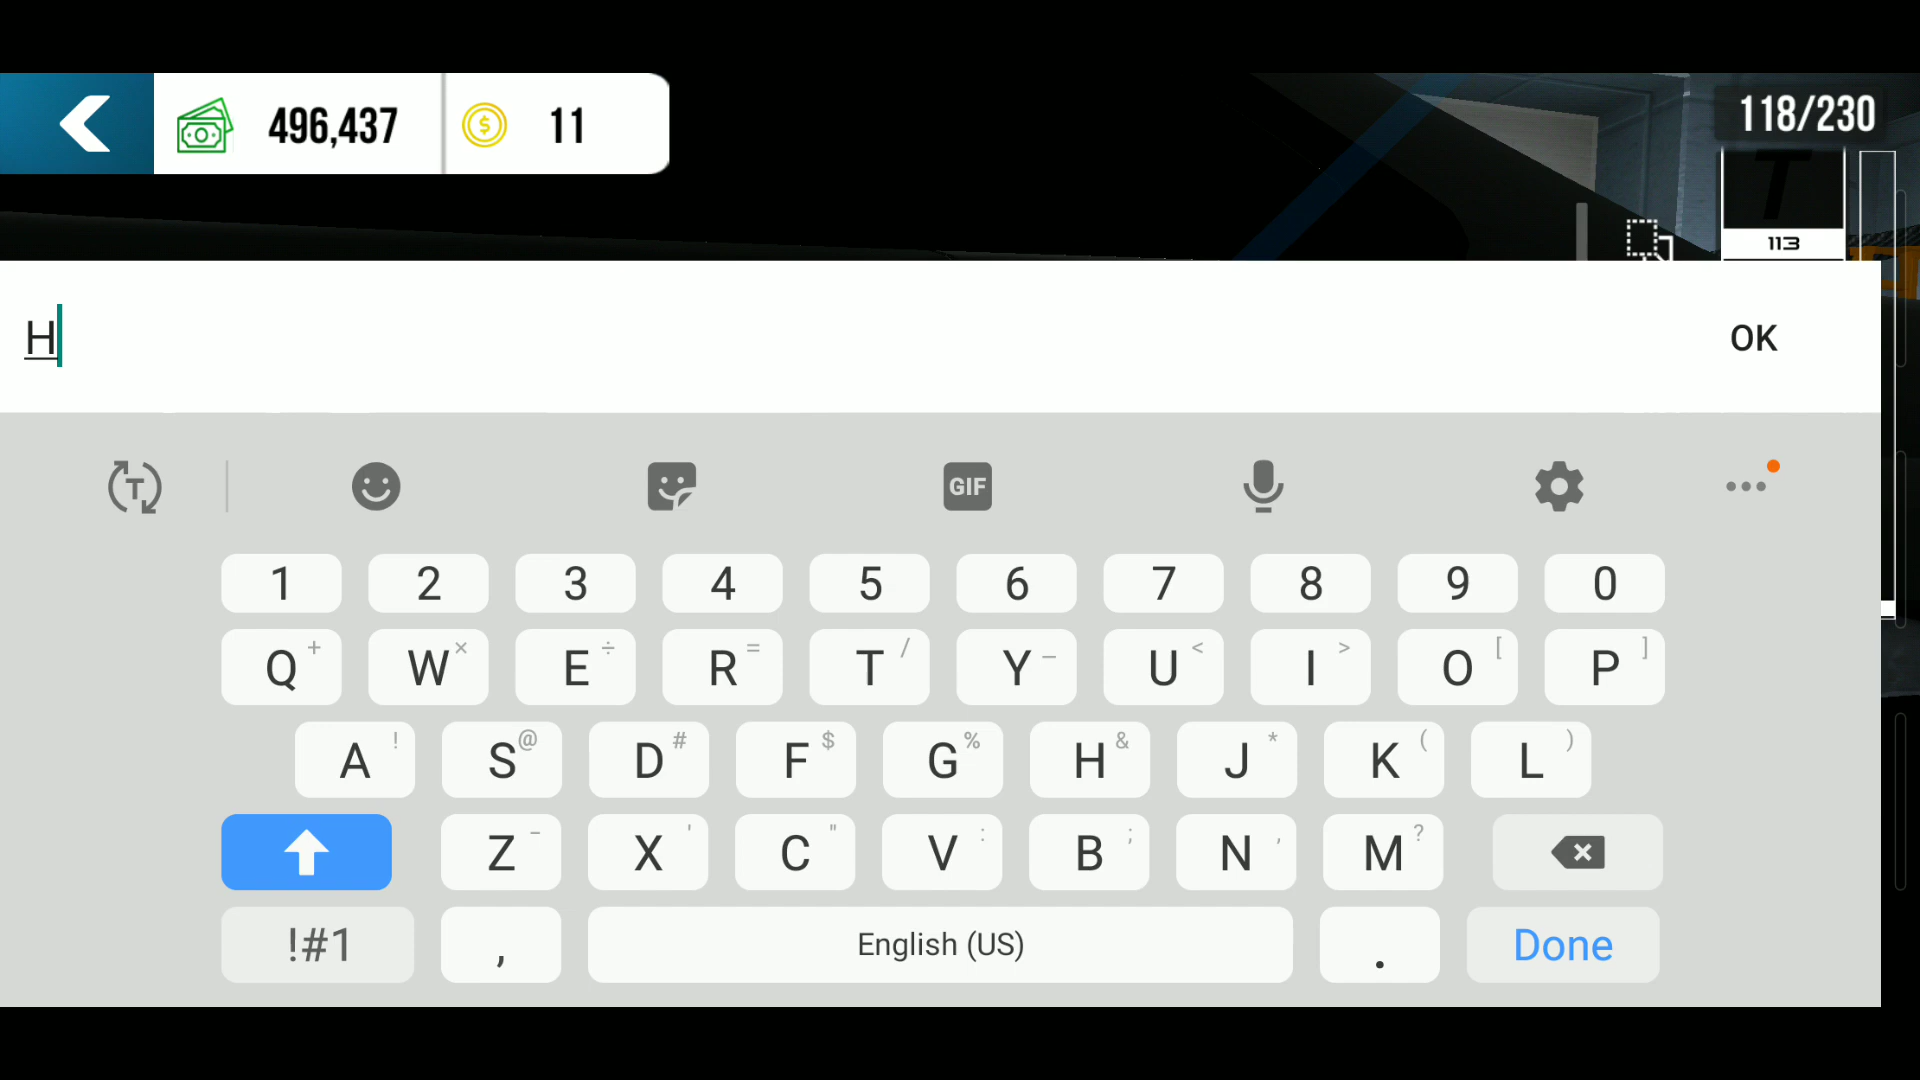 496,437 11
118/230
T
113
H OK
T GIF ...
1 2 3 4 5 6 7 8 9 0
Q + W × E ÷ R = T / Y _ U < I > O [ P ]
A ! S @ D # F $ G % H & J * K ( L )
Z - X ' C " V : B ; N , M ?
!#1 , English (US) . Done